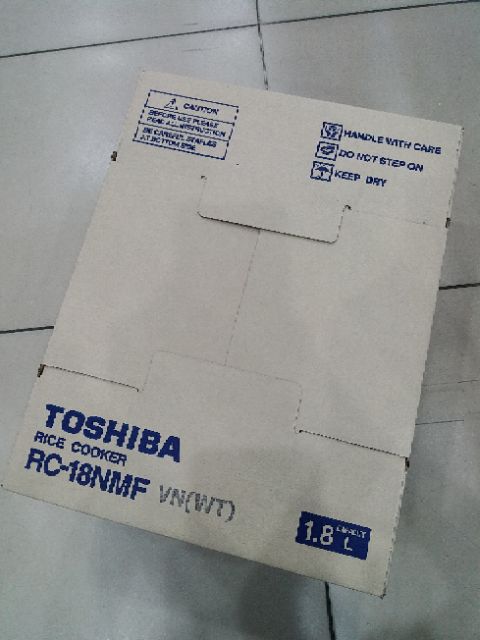 CAUTION
BEFORE USE PLEASE
READ ALL INSTRUCTION
BE CAREFUL STAPLES
AT BOTTOM SIDE
HANDLE WITH CARE
DO NOT STEP ON
KEEP DRY
TOSHIBA
RICE COOKER
RC-18NMF VN(WT)
1.8 L